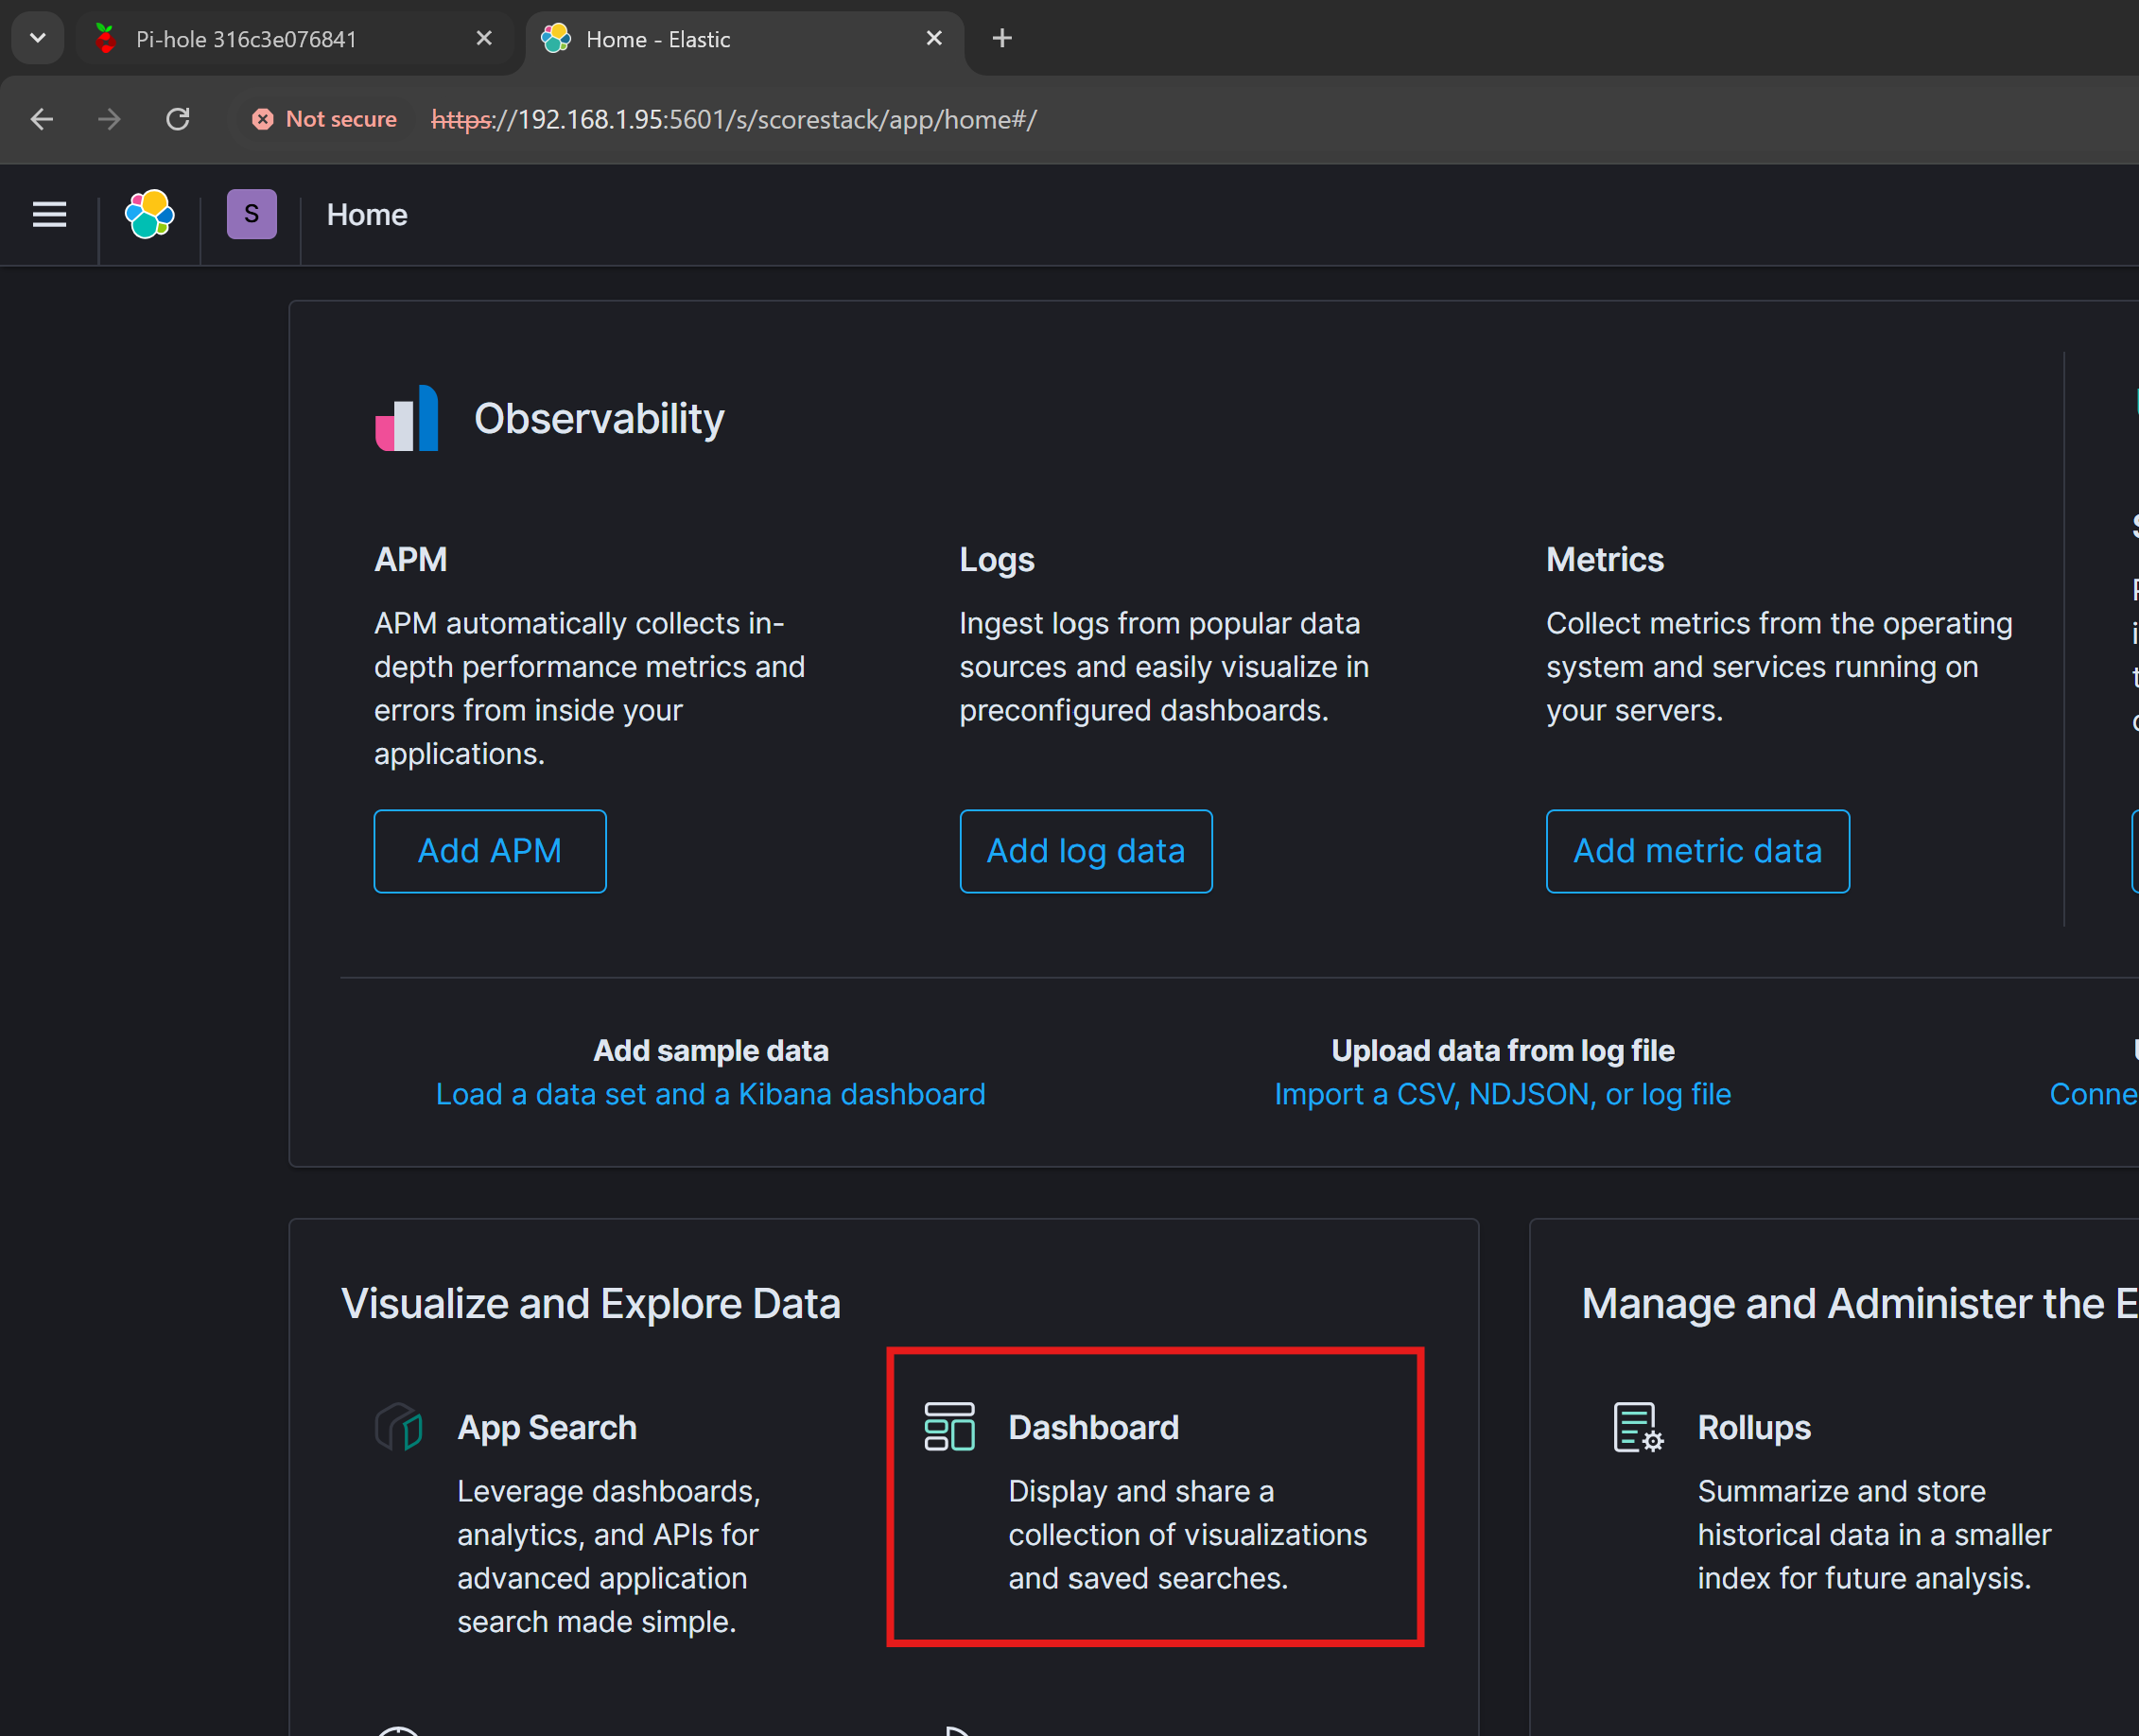 Pi-hole 316c3e076841
Home - Elastic
Not secure
https://192.168.1.95:5601/s/scorestack/app/home#/
S
Home
Observability
APM
APM automatically collects in-
depth performance metrics and
errors from inside your
applications.
Add APM
Logs
Ingest logs from popular data
sources and easily visualize in
preconfigured dashboards.
Add log data
Metrics
Collect metrics from the operating
system and services running on
your servers.
Add metric data
Add sample data
Load a data set and a Kibana dashboard
Upload data from log file
Import a CSV, NDJSON, or log file
Visualize and Explore Data
App Search
Leverage dashboards,
analytics, and APIs for
advanced application
search made simple.
Dashboard
Display and share a
collection of visualizations
and saved searches.
Manage and Administer the
Rollups
Summarize and store
historical data in a smaller
index for future analysis.